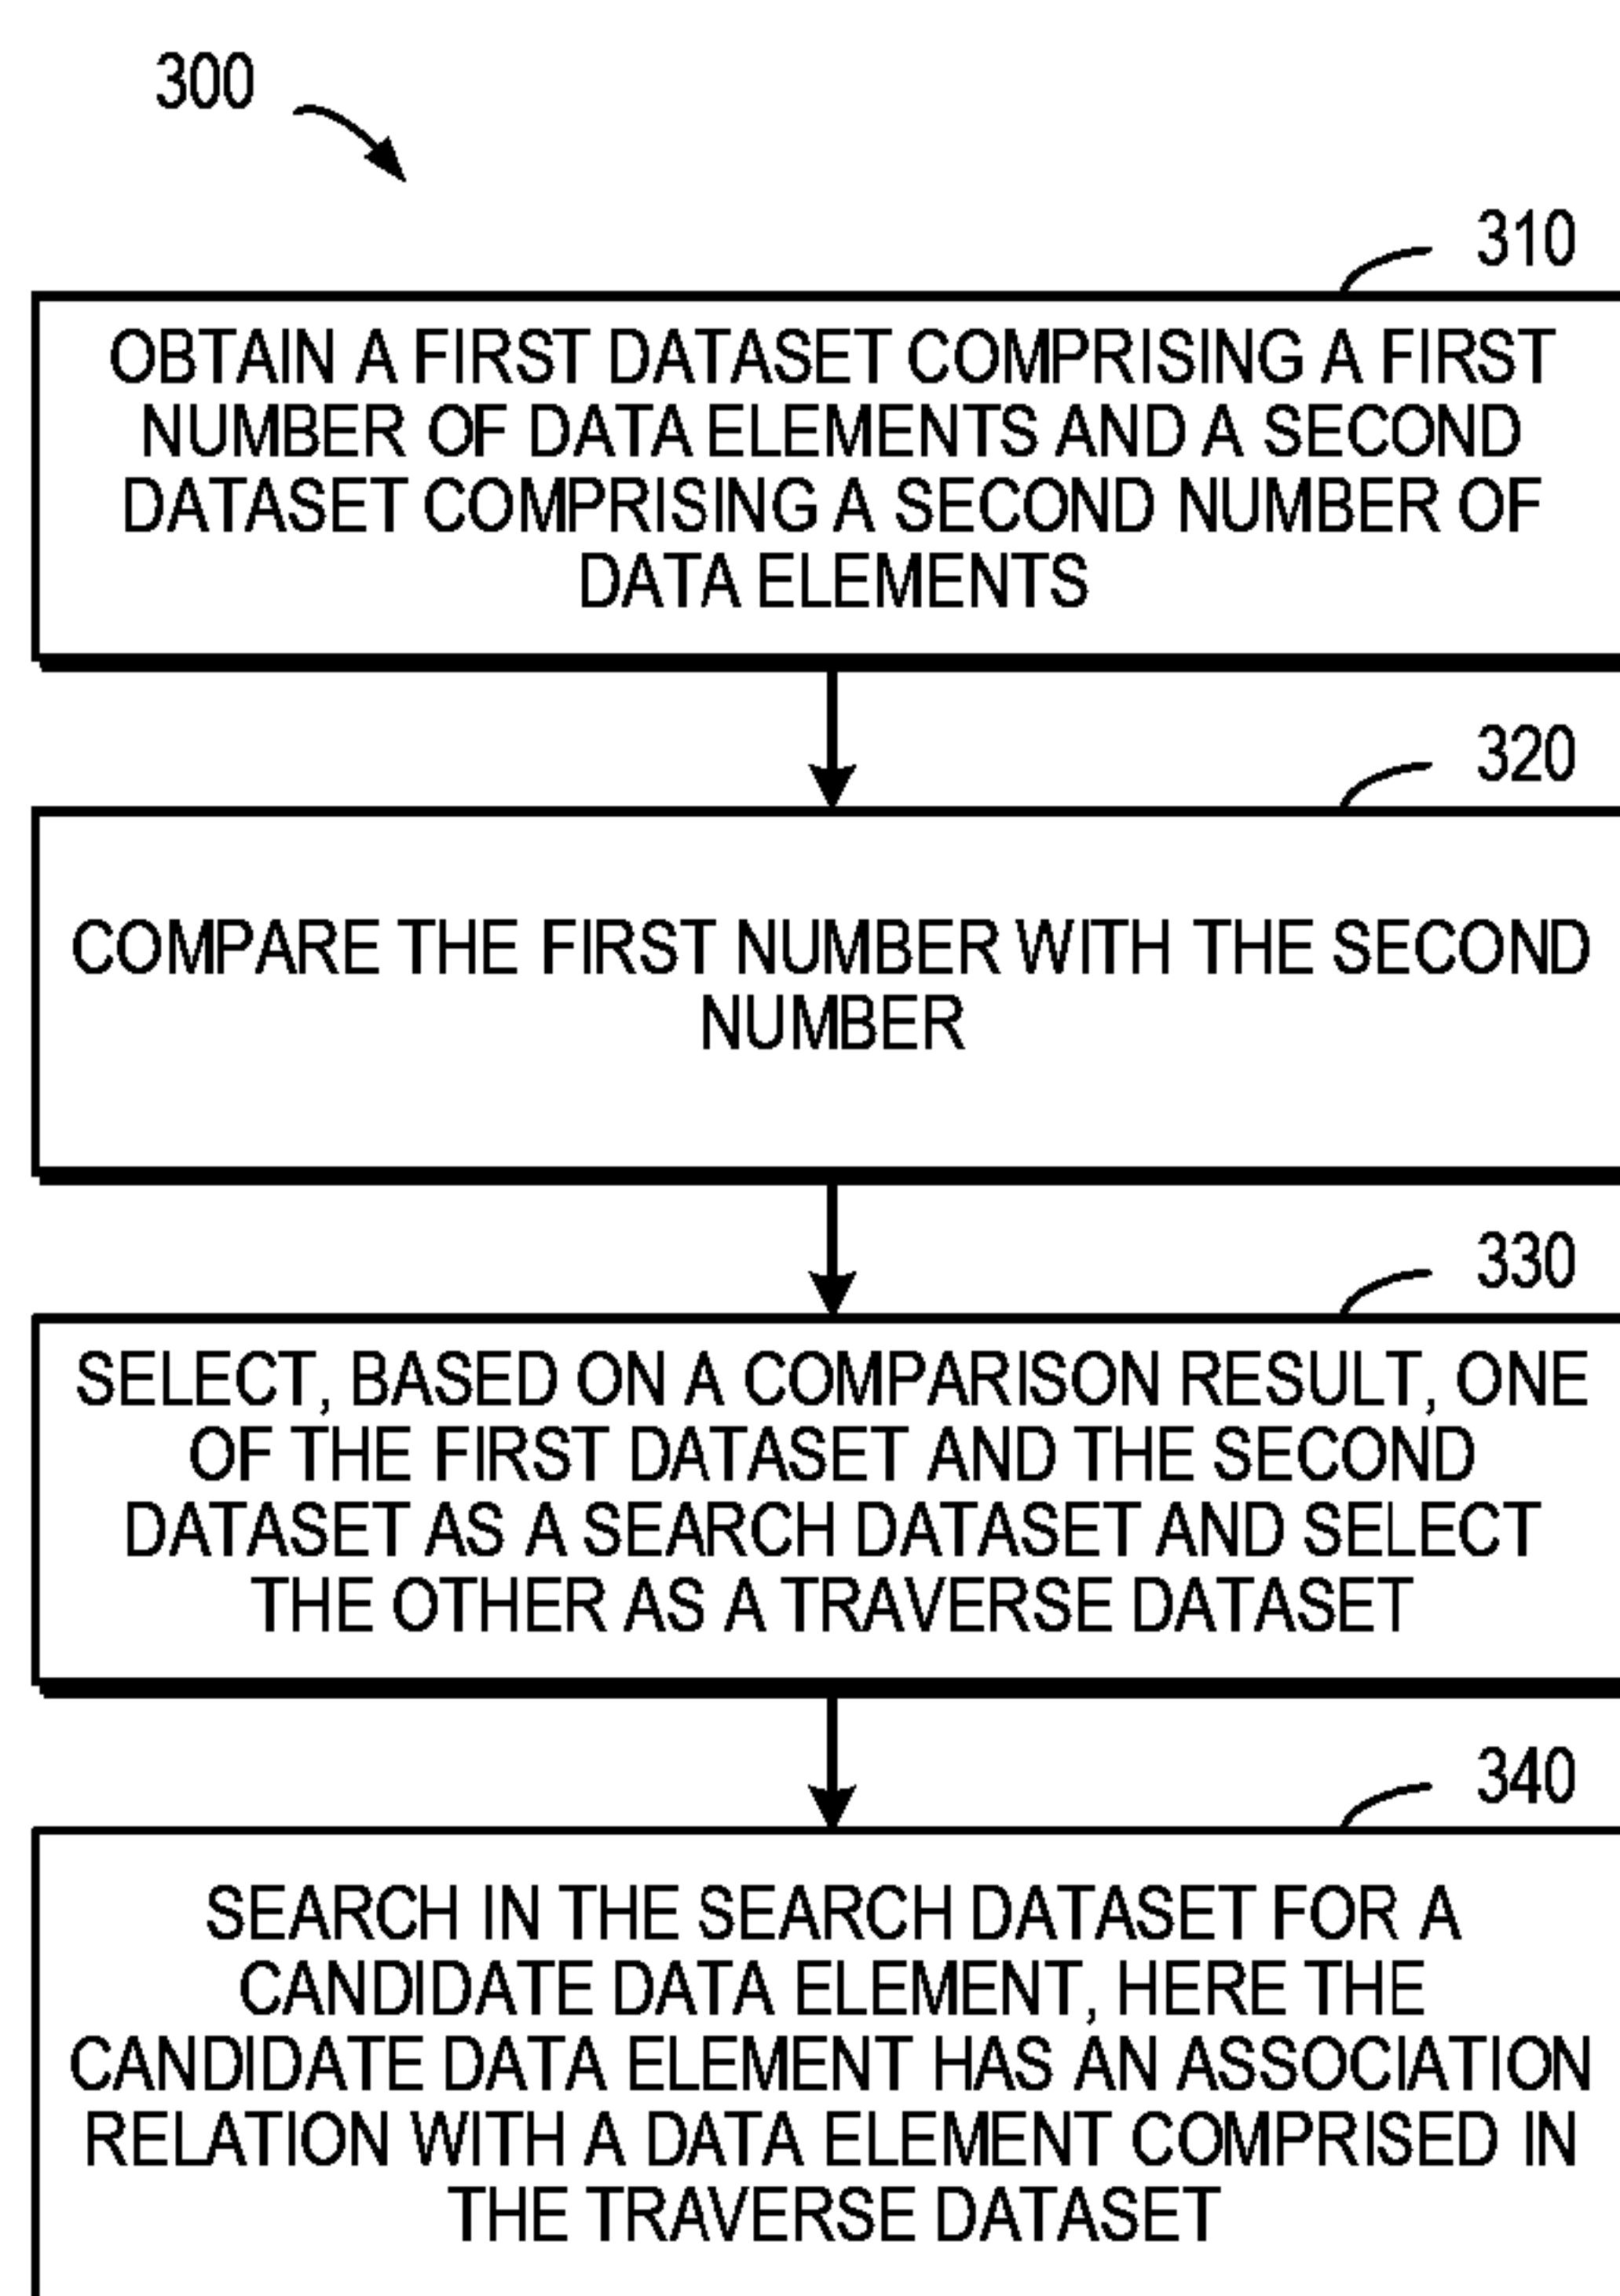 300
310
OBTAIN A FIRST DATASET COMPRISING A FIRST
NUMBER OF DATA ELEMENTS AND A SECOND
DATASET COMPRISING A SECOND NUMBER OF
DATA ELEMENTS
320
COMPARE THE FIRST NUMBER WITH THE SECOND
NUMBER
330
SELECT, BASED ON A COMPARISON RESULT, ONE
OF THE FIRST DATASET AND THE SECOND
DATASET AS A SEARCH DATASET AND SELECT
THE OTHER AS A TRAVERSE DATASET
340
SEARCH IN THE SEARCH DATASET FOR A
CANDIDATE DATA ELEMENT, HERE THE
CANDIDATE DATA ELEMENT HAS AN ASSOCIATION
RELATION WITH A DATA ELEMENT COMPRISED IN
THE TRAVERSE DATASET